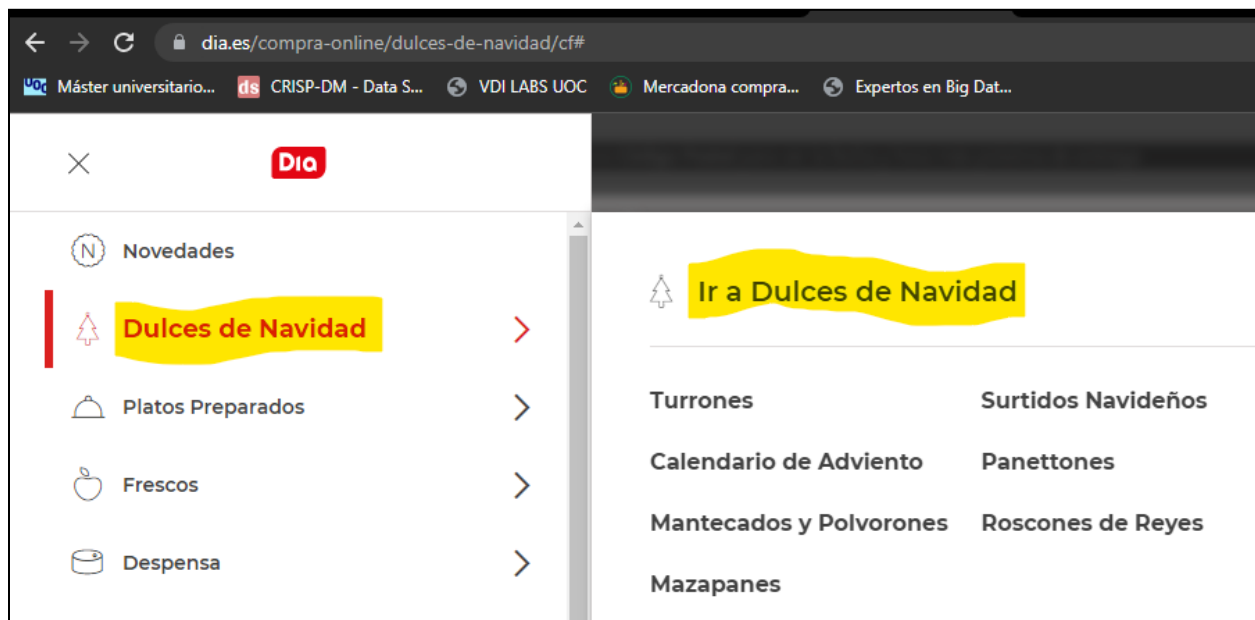 dia.es/compra-online/dulces-de-navidad/cf#
UOC Máster universitario... ds CRISP-DM - Data S... VDI LABS UOC Mercadona compra... Expertos en Big Dat...
Dia
N Novedades
Dulces de Navidad
Platos Preparados
Frescos
Despensa
Ir a Dulces de Navidad
Turrones Surtidos Navideños
Calendario de Adviento Panettones
Mantecados y Polvorones Roscones de Reyes
Mazapanes